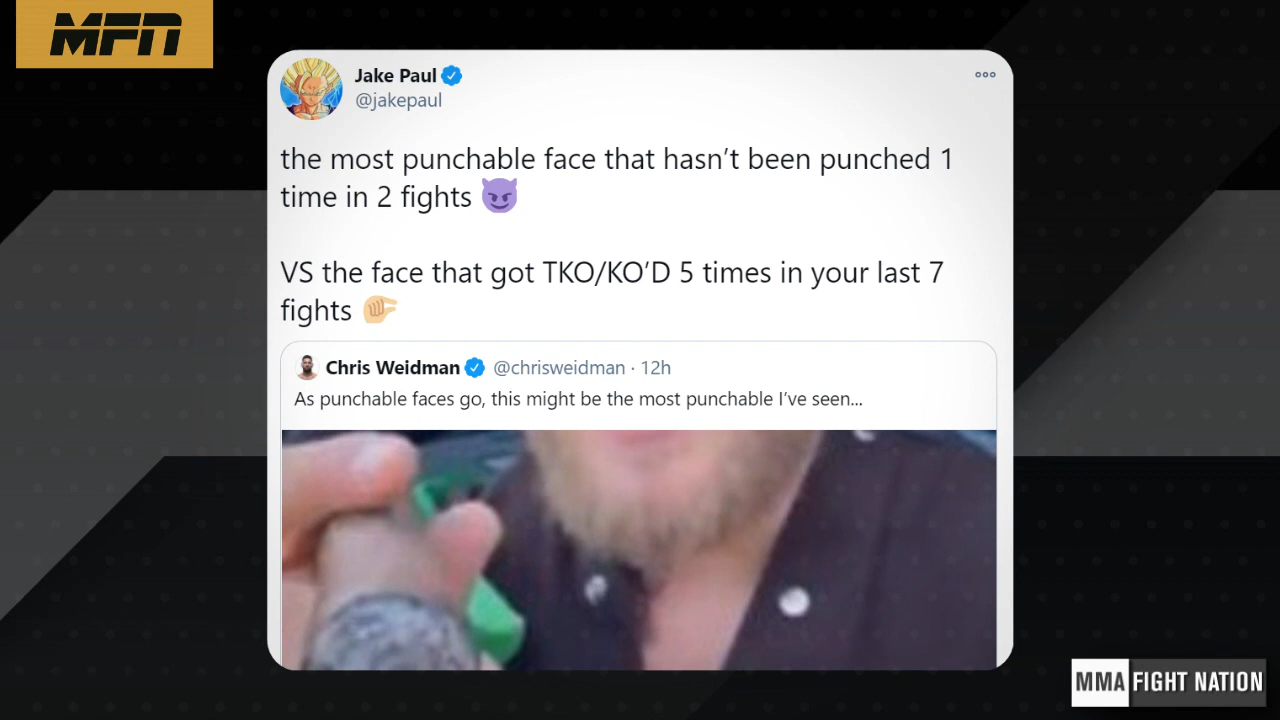 MFN
Jake Paul
@jakepaul
the most punchable face that hasn’t been punched 1
time in 2 fights 😈
VS the face that got TKO/KO’D 5 times in your last 7
fights 🤛🏼
Chris Weidman @chrisweidman · 12h
As punchable faces go, this might be the most punchable I’ve seen...
MMA FIGHT NATION